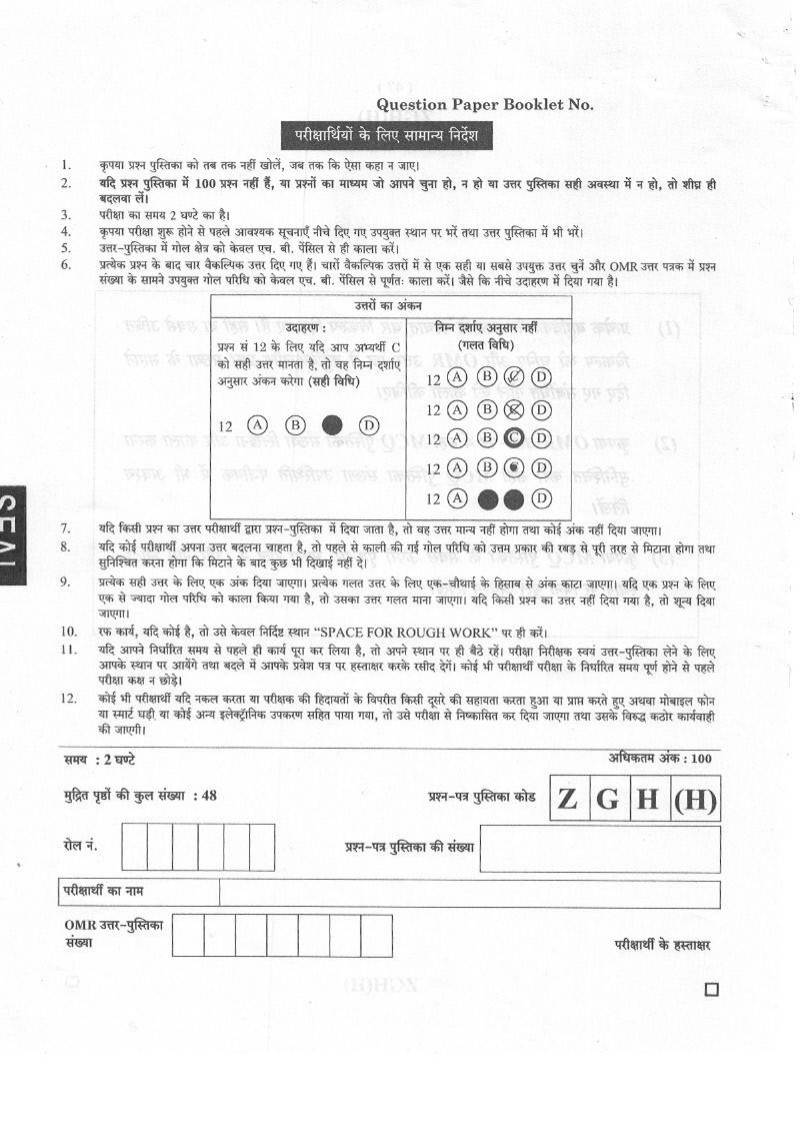 Question Paper Booklet No.
परीक्षार्थियों के लिए सामान्य निर्देश
1. कृपया प्रश्न पुस्तिका को तब तक नहीं खोलें, जब तक कि ऐसा कहा न जाए।
2. यदि प्रश्न पुस्तिका में 100 प्रश्न नहीं हैं, या प्रश्नों का माध्यम जो आपने चुना हो, न हो या उत्तर पुस्तिका सही अवस्था में न हो, तो शीघ्र ही
बदलवा लें।
3. परीक्षा का समय 2 घण्टे का है।
4. कृपया परीक्षा शुरू होने से पहले आवश्यक सूचनाएँ नीचे दिए गए उपयुक्त स्थान पर भरें तथा उत्तर पुस्तिका में भी भरें।
5. उत्तर-पुस्तिका में गोल क्षेत्र को केवल एच. बी. पेंसिल से ही काला करें।
6. प्रत्येक प्रश्न के बाद चार वैकल्पिक उत्तर दिए गए हैं। चारों वैकल्पिक उत्तरों में से एक सही या सबसे उपयुक्त उत्तर चुनें और OMR उत्तर पत्रक में प्रश्न
संख्या के सामने उपयुक्त गोल परिधि को केवल एच. बी. पेंसिल से पूर्णतः काला करें। जैसे कि नीचे उदाहरण में दिया गया है।
उत्तरों का अंकन
उदाहरण :
प्रश्न सं 12 के लिए यदि आप अभ्यर्थी C
को सही उत्तर मानता है, तो वह निम्न दर्शाए
अनुसार अंकन करेगा (सही विधि)
12 A B D
निम्न दर्शाए अनुसार नहीं
(गलत विधि)
12 A B C D
12 A B C D
12 A B C D
12 A B D
12 A D
7. यदि किसी प्रश्न का उत्तर परीक्षार्थी द्वारा प्रश्न-पुस्तिका में दिया जाता है, तो वह उत्तर मान्य नहीं होगा तथा कोई अंक नहीं दिया जाएगा।
8. यदि कोई परीक्षार्थी अपना उत्तर बदलना चाहता है, तो पहले से काली की गई गोल परिधि को उत्तम प्रकार की रबड़ से पूरी तरह से मिटाना होगा तथा
सुनिश्चित करना होगा कि मिटाने के बाद कुछ भी दिखाई नहीं दे।
9. प्रत्येक सही उत्तर के लिए एक अंक दिया जाएगा। प्रत्येक गलत उत्तर के लिए एक-चौथाई के हिसाब से अंक काटा जाएगा। यदि एक प्रश्न के लिए
एक से ज्यादा गोल परिधि को काला किया गया है, तो उसका उत्तर गलत माना जाएगा। यदि किसी प्रश्न का उत्तर नहीं दिया गया है, तो शून्य दिया
जाएगा।
10. रफ कार्य, यदि कोई है, तो उसे केवल निर्दिष्ट स्थान “SPACE FOR ROUGH WORK” पर ही करें।
11. यदि आपने निर्धारित समय से पहले ही कार्य पूरा कर लिया है, तो अपने स्थान पर ही बैठे रहें। परीक्षा निरीक्षक स्वयं उत्तर-पुस्तिका लेने के लिए
आपके स्थान पर आयेंगे तथा बदले में आपके प्रवेश पत्र पर हस्ताक्षर करके रसीद देगें। कोई भी परीक्षार्थी परीक्षा के निर्धारित समय पूर्ण होने से पहले
परीक्षा कक्ष न छोड़े।
12. कोई भी परीक्षार्थी यदि नकल करता या परीक्षक की हिदायतों के विपरीत किसी दूसरे की सहायता करता हुआ या प्राप्त करते हुए अथवा मोबाइल फोन
या स्मार्ट घड़ी या कोई अन्य इलेक्ट्रॉनिक उपकरण सहित पाया गया, तो उसे परीक्षा से निष्कासित कर दिया जाएगा तथा उसके विरुद्ध कठोर कार्यवाही
की जाएगी।
समय : 2 घण्टे अधिकतम अंक : 100
मुद्रित पृष्ठों की कुल संख्या : 48 प्रश्न-पत्र पुस्तिका कोड Z G H (H)
रोल नं. प्रश्न-पत्र पुस्तिका की संख्या
परीक्षार्थी का नाम
OMR उत्तर-पुस्तिका
संख्या
परीक्षार्थी के हस्ताक्षर